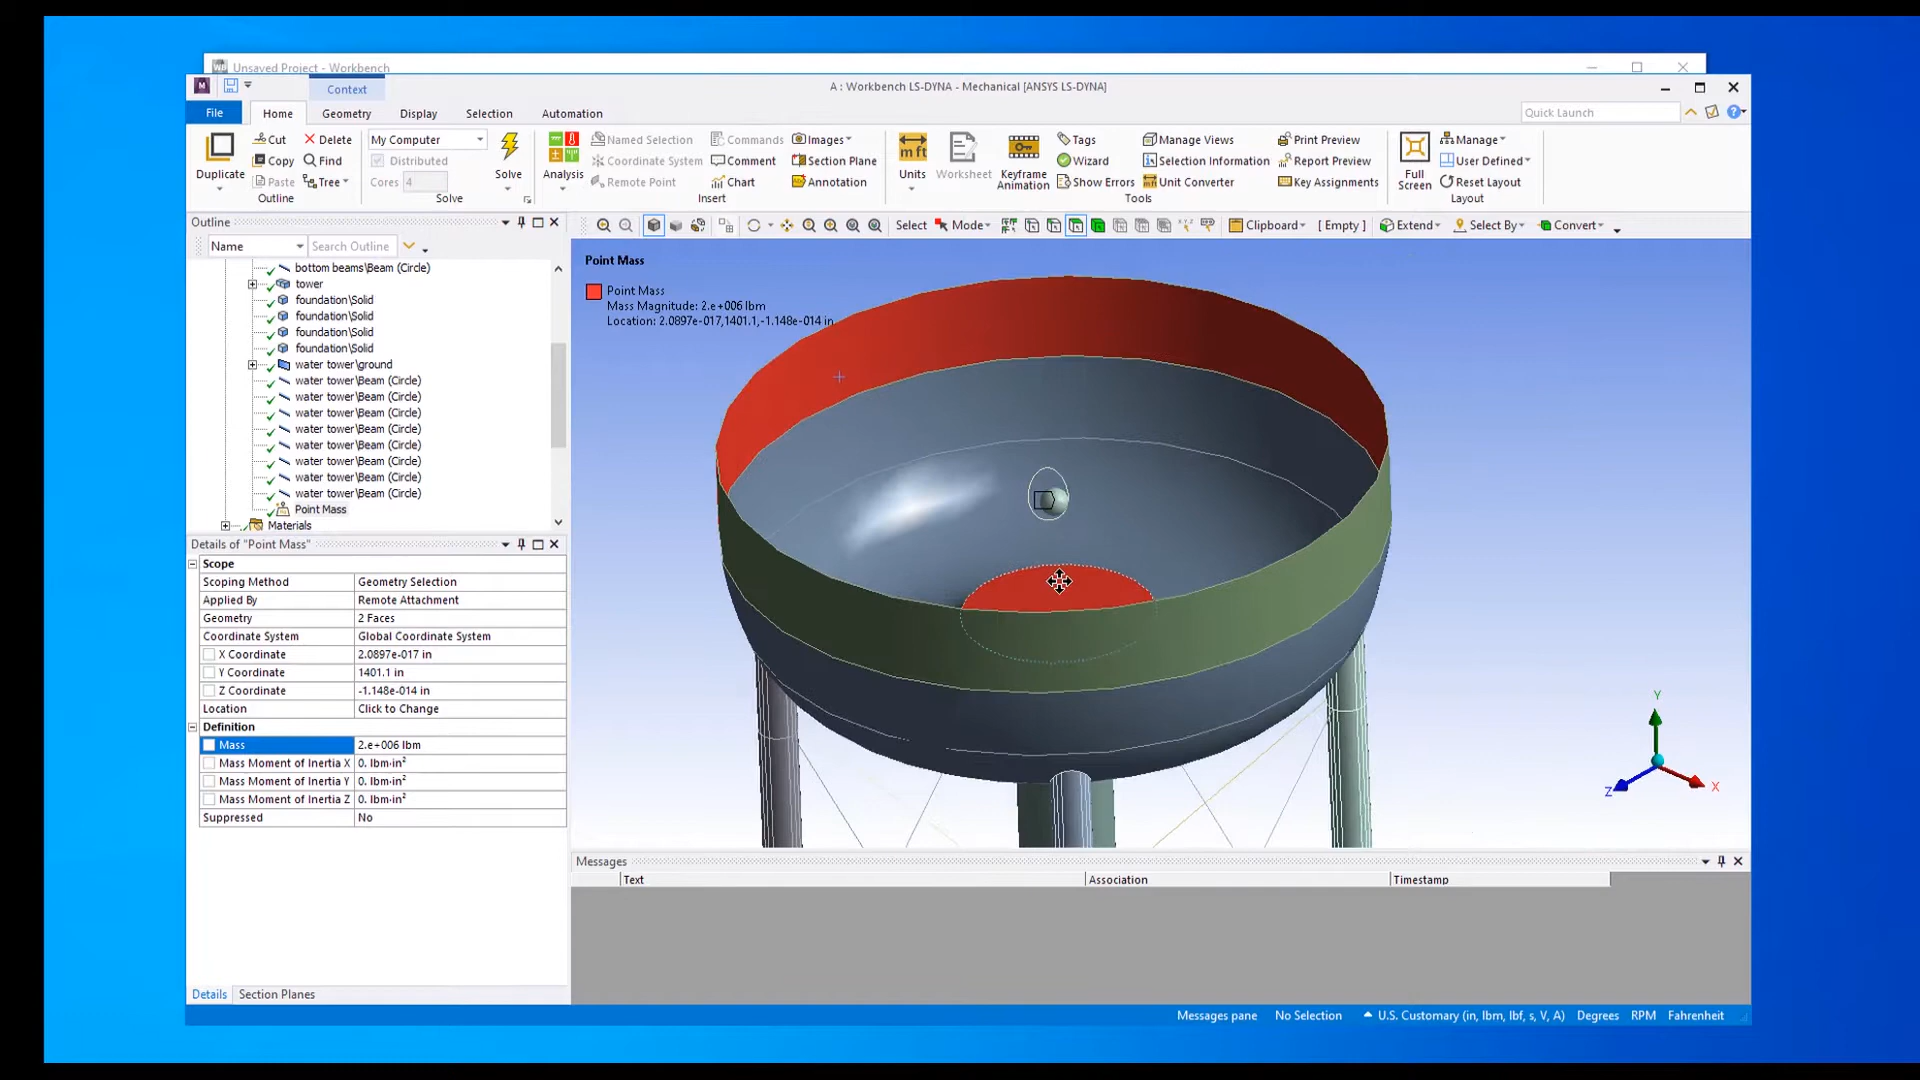 Unsaved Project - Workbench
Context
A : Workbench LS-DYNA - Mechanical [ANSYS LS-DYNA]
File
Home
Geometry
Display
Selection
Automation
Quick Launch
Duplicate
Cut
Delete
Copy
Find
Paste
Tree
Outline
My Computer
Distributed
Cores 4
Solve
Solve
Analysis
Named Selection
Commands
Images
Coordinate System
Comment
Section Plane
Remote Point
Chart
Annotation
Insert
Units
Worksheet
Keyframe Animation
Tags
Manage Views
Print Preview
Wizard
Selection Information
Report Preview
Show Errors
Unit Converter
Key Assignments
Tools
Full Screen
Manage
User Defined
Reset Layout
Layout
Outline
Select
Mode
Clipboard
[ Empty ]
Extend
Select By
Convert
Name
Search Outline
bottom beams\Beam (Circle)
tower
foundation\Solid
foundation\Solid
foundation\Solid
foundation\Solid
water tower\ground
water tower\Beam (Circle)
water tower\Beam (Circle)
water tower\Beam (Circle)
water tower\Beam (Circle)
water tower\Beam (Circle)
water tower\Beam (Circle)
water tower\Beam (Circle)
water tower\Beam (Circle)
Point Mass
Materials
Details of "Point Mass"
Scope
Scoping Method Geometry Selection
Applied By Remote Attachment
Geometry 2 Faces
Coordinate System Global Coordinate System
X Coordinate 2.0897e-017 in
Y Coordinate 1401.1 in
Z Coordinate -1.148e-014 in
Location Click to Change
Definition
Mass 2.e+006 lbm
Mass Moment of Inertia X 0. lbm·in²
Mass Moment of Inertia Y 0. lbm·in²
Mass Moment of Inertia Z 0. lbm·in²
Suppressed No
Details
Section Planes
Point Mass
Point Mass
Mass Magnitude: 2.e+006 lbm
Location: 2.0897e-017,1401.1,-1.148e-014 in
Y
X
Z
Messages
Text
Association
Timestamp
Messages pane
No Selection
U.S. Customary (in, lbm, lbf, s, V, A)
Degrees
RPM
Fahrenheit